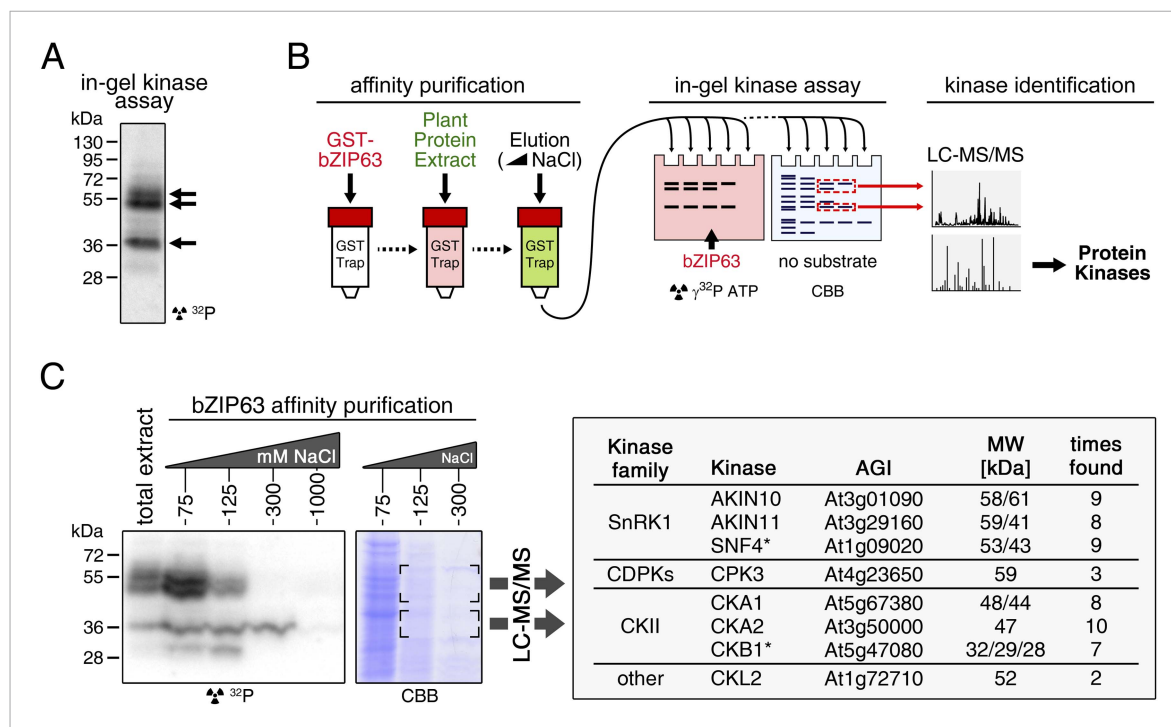 A
in-gel kinase
assay
kDa
130
95
72
55
36
28
32P
B
affinity purification
GST-
bZIP63
Plant
Protein
Extract
Elution
( NaCl)
GST
Trap
GST
Trap
GST
Trap
in-gel kinase assay
bZIP63
γ32P ATP
no substrate
CBB
kinase identification
LC-MS/MS
Protein
Kinases
C
total extract
bZIP63 affinity purification
mM NaCl
75
125
300
1000
NaCl
75
125
300
kDa
72
55
36
28
32P
CBB
LC-MS/MS
Kinase family Kinase AGI MW [kDa] times found
SnRK1 AKIN10 At3g01090 58/61 9
AKIN11 At3g29160 59/41 8
SNF4* At1g09020 53/43 9
CDPKs CPK3 At4g23650 59 3
CKII CKA1 At5g67380 48/44 8
CKA2 At3g50000 47 10
CKB1* At5g47080 32/29/28 7
other CKL2 At1g72710 52 2